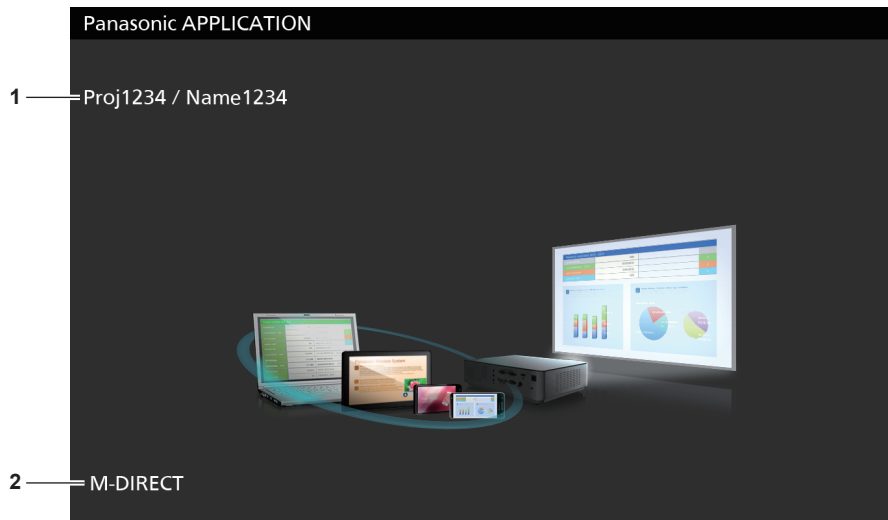 Panasonic APPLICATION
1
Proj1234 / Name1234
2
M-DIRECT